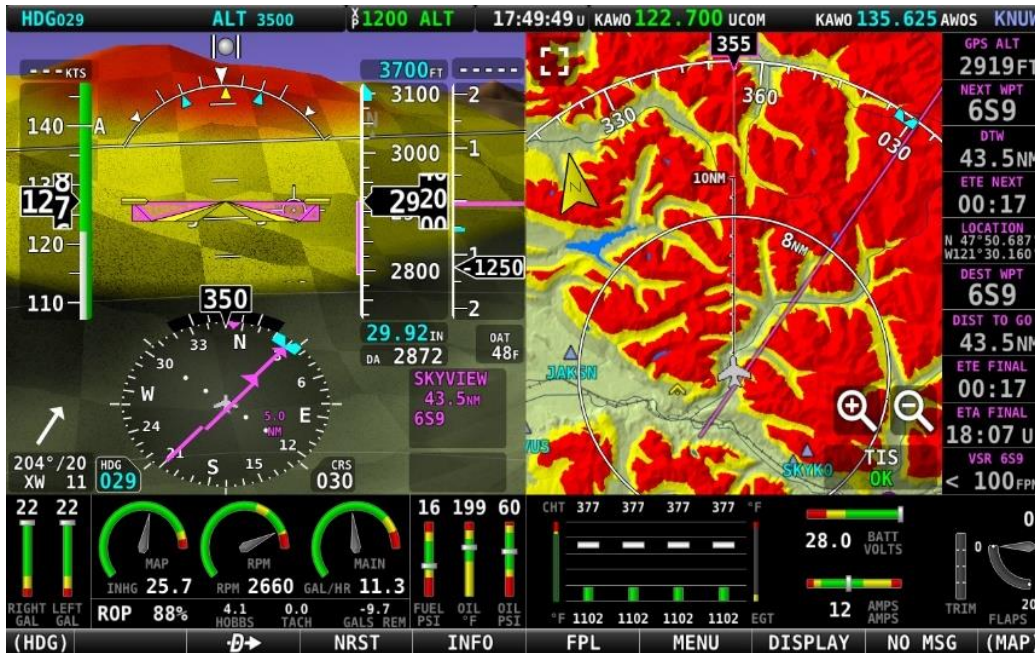 HDG029 ALT 3500 XP 1200 ALT 17:49:49 U KAWO 122.700 UCOM KAWO 135.625 AWOS KNUW
--- KTS
3700FT
-----
140 A
130
127
120
110
3100
3000
2920
2800
2
1
-1250
1
2
350
29.92IN
DA 2872
OAT
48F
SKYVIEW
43.5NM
6S9
N 33 30 W 24 21 S 15 12 E 6
5.0
NM
204°/20
XW 11
HDG
029
CRS
030
355
330
360
030
N
10NM
8NM
JAKSN
SKYKO
TIS
OK
GPS ALT
2919FT
NEXT WPT
6S9
DTW
43.5NM
ETE NEXT
00:17
LOCATION
N 47°50.687
W121°30.160
DEST WPT
6S9
DIST TO GO
43.5NM
ETE FINAL
00:17
ETA FINAL
18:07 U
VSR 6S9
< 100FPM
22 22
RIGHT LEFT
GAL GAL
MAP
INHG 25.7
RPM
RPM 2660
MAIN
GAL/HR 11.3
ROP 88%
4.1 0.0 -9.7
HOBBS TACH GALS REM
16 199 60
FUEL OIL OIL
PSI °F PSI
CHT 377 377 377 377 °F
°F 1102 1102 1102 1102 EGT
28.0 BATT
VOLTS
12 AMPS
AMPS
TRIM
0
0
20
FLAPS
(HDG) D NRST INFO FPL MENU DISPLAY NO MSG (MAP